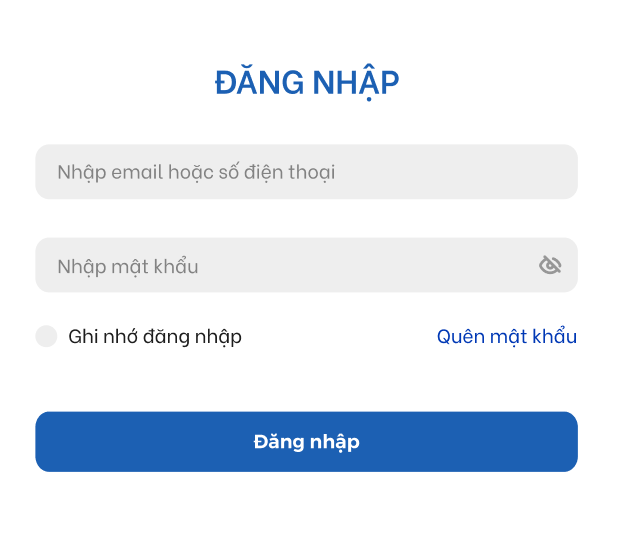 ĐĂNG NHẬP
Nhập email hoặc số điện thoại
Nhập mật khẩu
Ghi nhớ đăng nhập
Quên mật khẩu
Đăng nhập